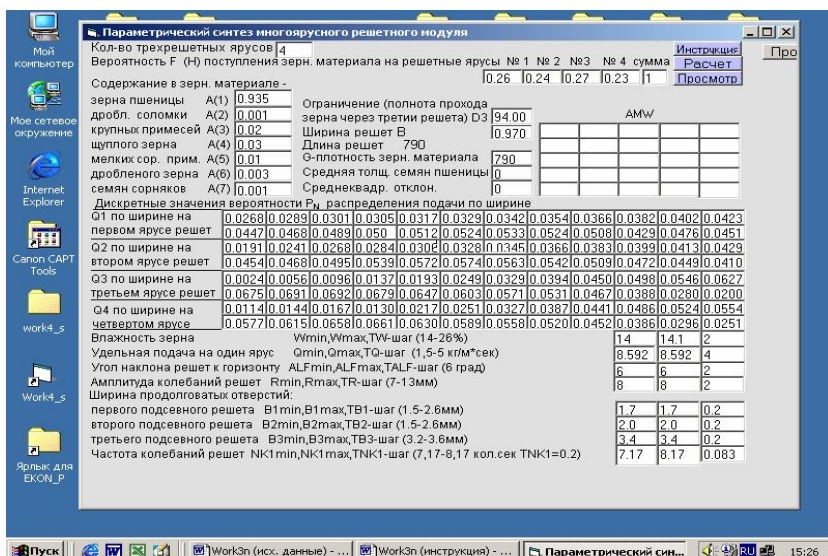 Параметрический синтез многоярусного решетного модуля
Мой компьютер
Мое сетевое окружение
Internet Explorer
Canon CAPT Tools
work4_s
Work4_s
Ярлык для EKON_P
Про
Кол-во трехрешетных ярусов 4
Инструкция
Вероятность F (H) поступления зерн. материала на решетные ярусы № 1 № 2 №3 № 4 сумма Расчет
0.26 0.24 0.27 0.23 1 Просмотр
Содержание в зерн. материале -
зерна пшеницы A(1) 0.935
дробл. соломки A(2) 0.001
крупных примесей A(3) 0.02
щуплого зерна A(4) 0.03
мелких сор. прим. A(5) 0.01
дробленого зерна A(6) 0.003
семян сорняков A(7) 0.001
Ограничение (полнота прохода
зерна через третии решета) D3 94.00
Ширина решет B 0.970
Длина решет 790
G-плотность зерн. материала 790
Средняя толщ. семян пшеницы 0
Среднеквадр. отклон. 0
AMW
Дискретные значения вероятности PN распределения подачи по ширине
Q1 по ширине на 0.0268 0.0289 0.0301 0.0305 0.0317 0.0329 0.0342 0.0354 0.0366 0.0382 0.0402 0.0423
первом ярусе решет 0.0447 0.0468 0.0489 0.050 0.0512 0.0524 0.0533 0.0524 0.0508 0.0429 0.0476 0.0451
Q2 по ширине на 0.0191 0.0241 0.0268 0.0284 0.0306 0.0328 0.0345 0.0366 0.0383 0.0399 0.0413 0.0429
втором ярусе решет 0.0454 0.0468 0.0495 0.0539 0.0572 0.0574 0.0563 0.0542 0.0509 0.0472 0.0449 0.0410
Q3 по ширине на 0.0024 0.0056 0.0096 0.0137 0.0193 0.0249 0.0329 0.0394 0.0450 0.0498 0.0546 0.0627
третьем ярусе решет 0.0675 0.0691 0.0692 0.0679 0.0647 0.0603 0.0571 0.0531 0.0467 0.0388 0.0280 0.0200
Q4 по ширине на 0.0114 0.0144 0.0167 0.0130 0.0217 0.0251 0.0327 0.0387 0.0441 0.0486 0.0524 0.0554
четвертом ярусе 0.0577 0.0615 0.0658 0.0661 0.0630 0.0589 0.0558 0.0520 0.0452 0.0386 0.0296 0.0251
Влажность зерна Wmin,Wmax,TW-шаг (14-26%) 14 14.1 2
Удельная подача на один ярус Qmin,Qmax,TQ-шаг (1,5-5 кг/м*сек) 8.592 8.592 4
Угол наклона решет к горизонту ALFmin,ALFmax,TALF-шаг (6 град) 6 6 2
Амплитуда колебаний решет Rmin,Rmax,TR-шаг (7-13мм) 8 8 2
Ширина продолговатых отверстий:
первого подсевного решета B1min,B1max,TB1-шаг (1.5-2.6мм) 1.7 1.7 0.2
второго подсевного решета B2min,B2max,TB2-шаг (1.5-2.6мм) 2.0 2.0 0.2
третьего подсевного решета B3min,B3max,TB3-шаг (3.2-3.6мм) 3.4 3.4 0.2
Частота колебаний решет NK1min,NK1max,TNK1-шаг (7,17-8,17 кол.сек TNK1=0.2) 7.17 8.17 0.083
Пуск
Work3n (исх. данные) - ...
Work3n (инструкция) - ...
Параметрический син...
RU
15:26